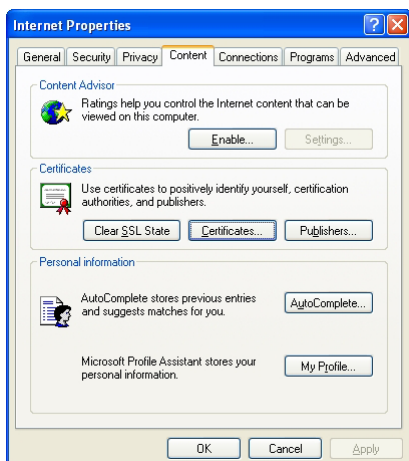 Internet Properties
General Security Privacy Content Connections Programs Advanced
Content Advisor
Ratings help you control the Internet content that can be
viewed on this computer.
Enable... Settings...
Certificates
Use certificates to positively identify yourself, certification
authorities, and publishers.
Clear SSL State Certificates... Publishers...
Personal information
AutoComplete stores previous entries
and suggests matches for you.
AutoComplete...
Microsoft Profile Assistant stores your
personal information.
My Profile...
OK Cancel Apply